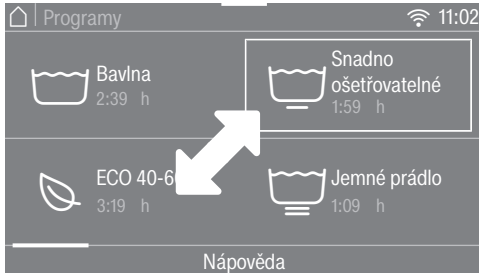 Programy 11:02
Bavlna
2:39 h
Snadno
ošetřovatelné
1:59 h
ECO 40-6
3:19 h
Jemné prádlo
1:09 h
Nápověda